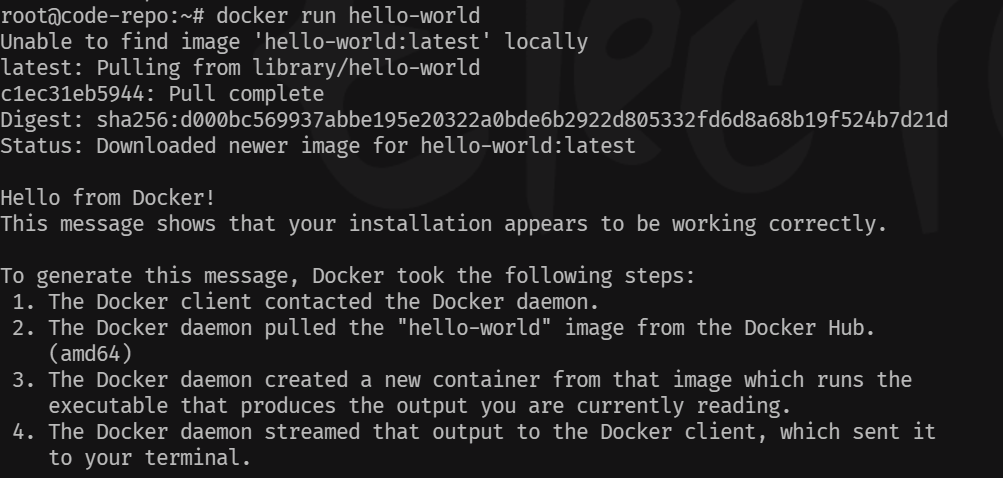 root@code-repo:~# docker run hello-world
Unable to find image 'hello-world:latest' locally
latest: Pulling from library/hello-world
c1ec31eb5944: Pull complete
Digest: sha256:d000bc569937abbe195e20322a0bde6b2922d805332fd6d8a68b19f524b7d21d
Status: Downloaded newer image for hello-world:latest

Hello from Docker!
This message shows that your installation appears to be working correctly.

To generate this message, Docker took the following steps:
 1. The Docker client contacted the Docker daemon.
 2. The Docker daemon pulled the "hello-world" image from the Docker Hub.
    (amd64)
 3. The Docker daemon created a new container from that image which runs the
    executable that produces the output you are currently reading.
 4. The Docker daemon streamed that output to the Docker client, which sent it
    to your terminal.